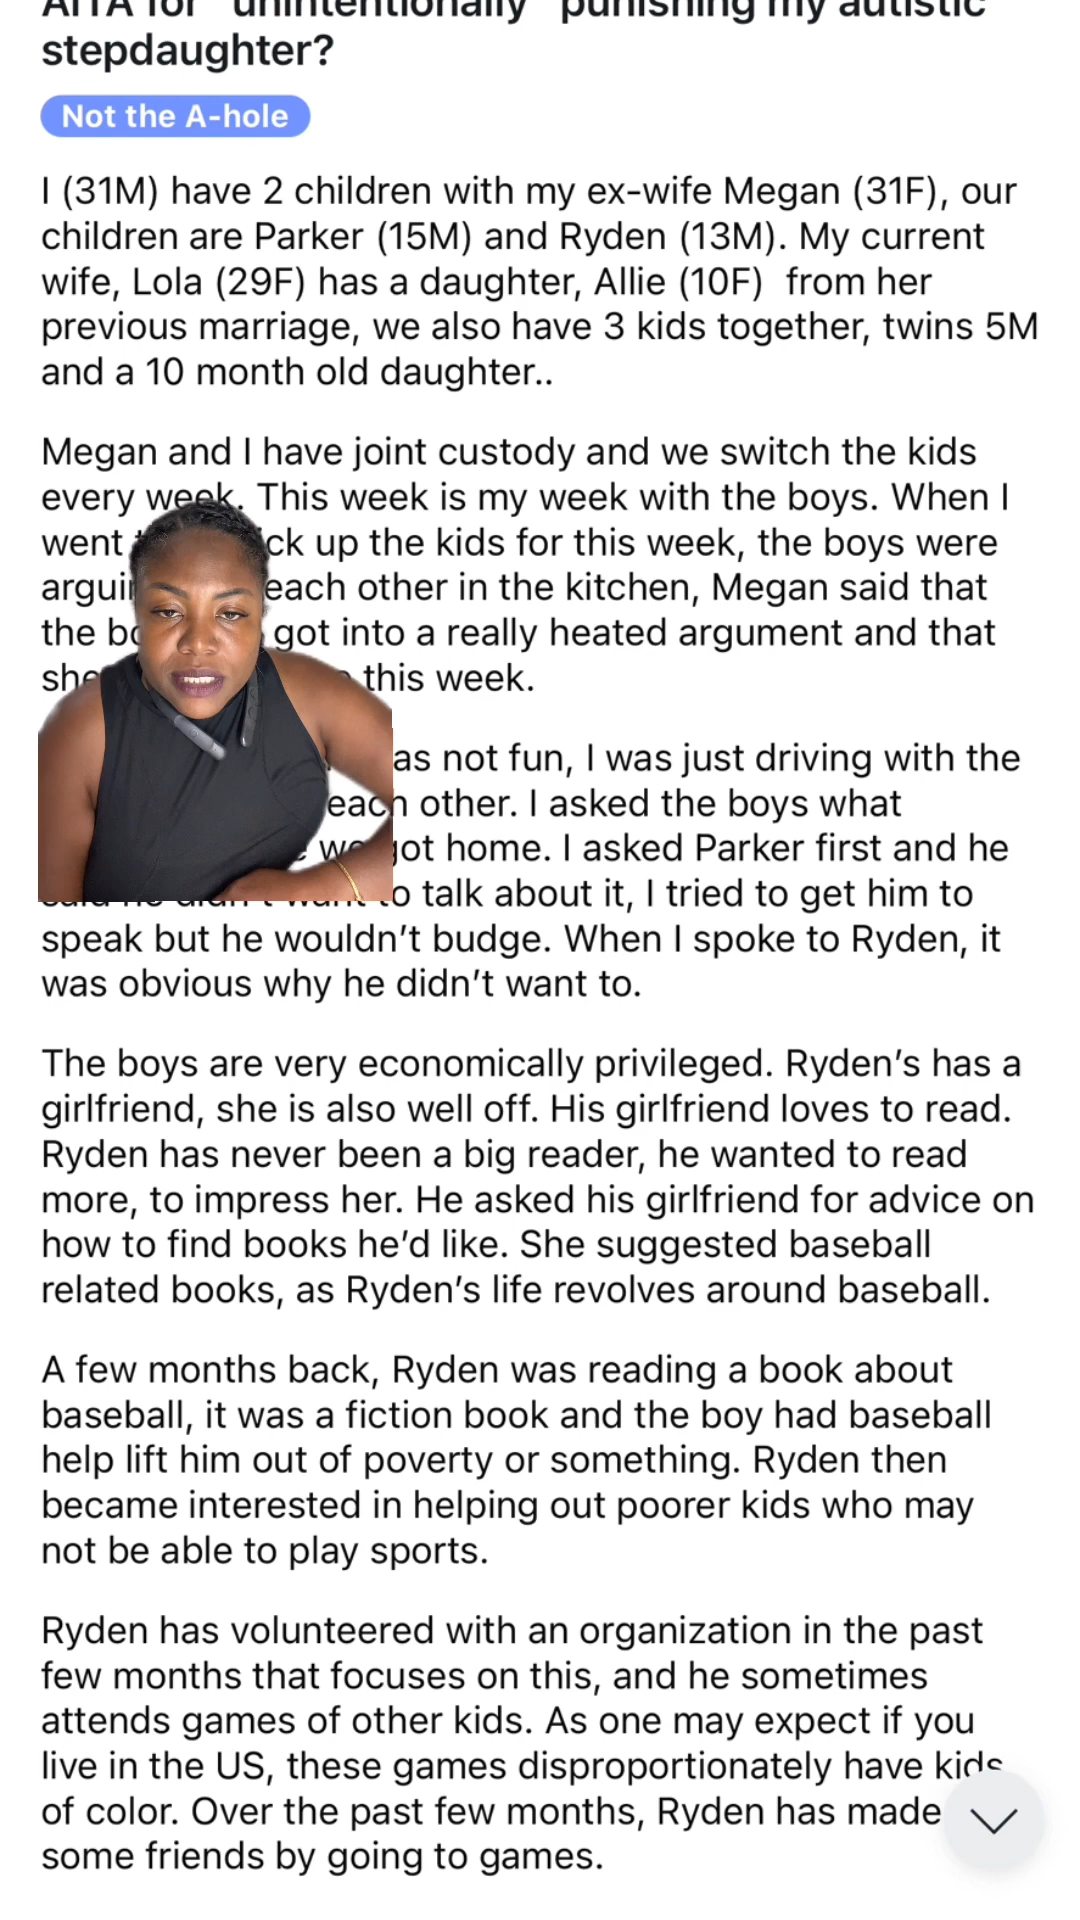 AITA for "unintentionally" punishing my autistic
stepdaughter?
Not the A-hole
I (31M) have 2 children with my ex-wife Megan (31F), our
children are Parker (15M) and Ryden (13M). My current
wife, Lola (29F) has a daughter, Allie (10F) from her
previous marriage, we also have 3 kids together, twins 5M
and a 10 month old daughter..
Megan and I have joint custody and we switch the kids
every week. This week is my week with the boys. When I
went up the kids for this week, the boys were
each other in the kitchen, Megan said that
the got into a really heated argument and that
this week.
not fun, I was just driving with the
each other. I asked the boys what
we got home. I asked Parker first and he
said he didn't want to talk about it, I tried to get him to
speak but he wouldn't budge. When I spoke to Ryden, it
was obvious why he didn't want to.
The boys are very economically privileged. Ryden's has a
girlfriend, she is also well off. His girlfriend loves to read.
Ryden has never been a big reader, he wanted to read
more, to impress her. He asked his girlfriend for advice on
how to find books he'd like. She suggested baseball
related books, as Ryden's life revolves around baseball.
A few months back, Ryden was reading a book about
baseball, it was a fiction book and the boy had baseball
help lift him out of poverty or something. Ryden then
became interested in helping out poorer kids who may
not be able to play sports.
Ryden has volunteered with an organization in the past
few months that focuses on this, and he sometimes
attends games of other kids. As one may expect if you
live in the US, these games disproportionately have kids
of color. Over the past few months, Ryden has made
some friends by going to games.